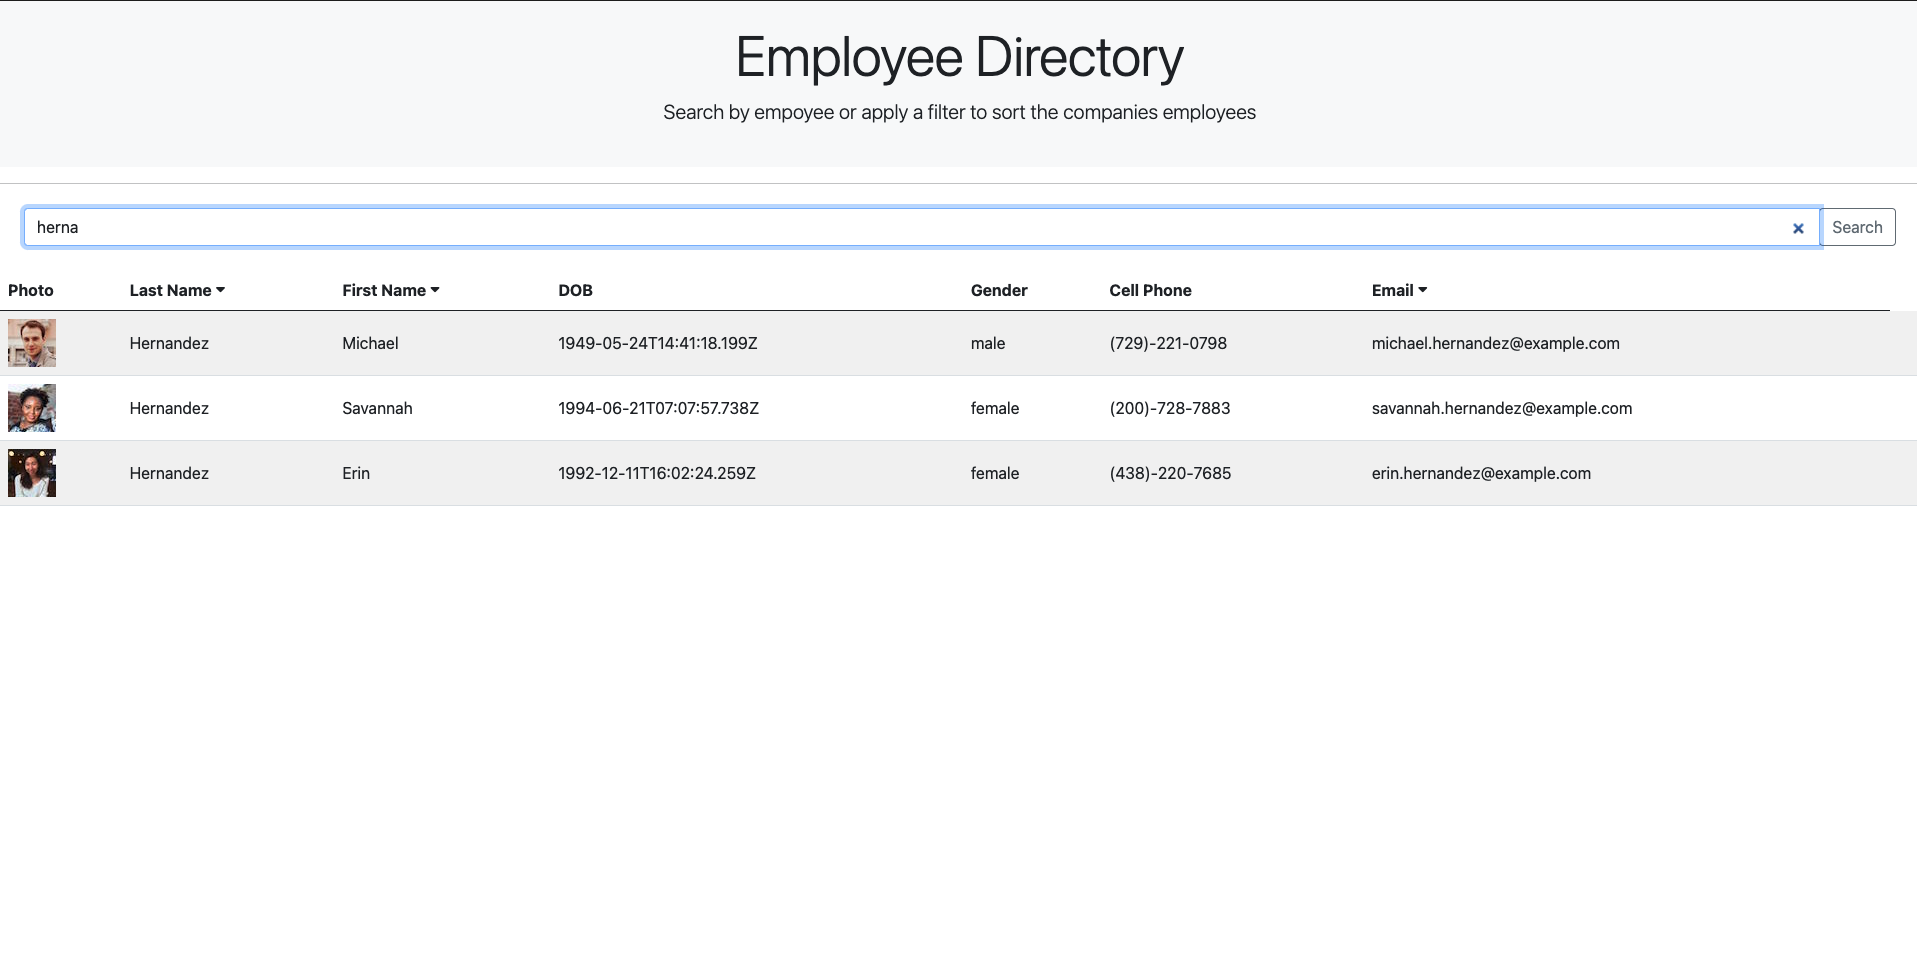 Employee Directory
Search by empoyee or apply a filter to sort the companies employees
herna
Search
Photo Last Name First Name DOB Gender Cell Phone Email
Hernandez Michael 1949-05-24T14:41:18.199Z male (729)-221-0798 michael.hernandez@example.com
Hernandez Savannah 1994-06-21T07:07:57.738Z female (200)-728-7883 savannah.hernandez@example.com
Hernandez Erin 1992-12-11T16:02:24.259Z female (438)-220-7685 erin.hernandez@example.com